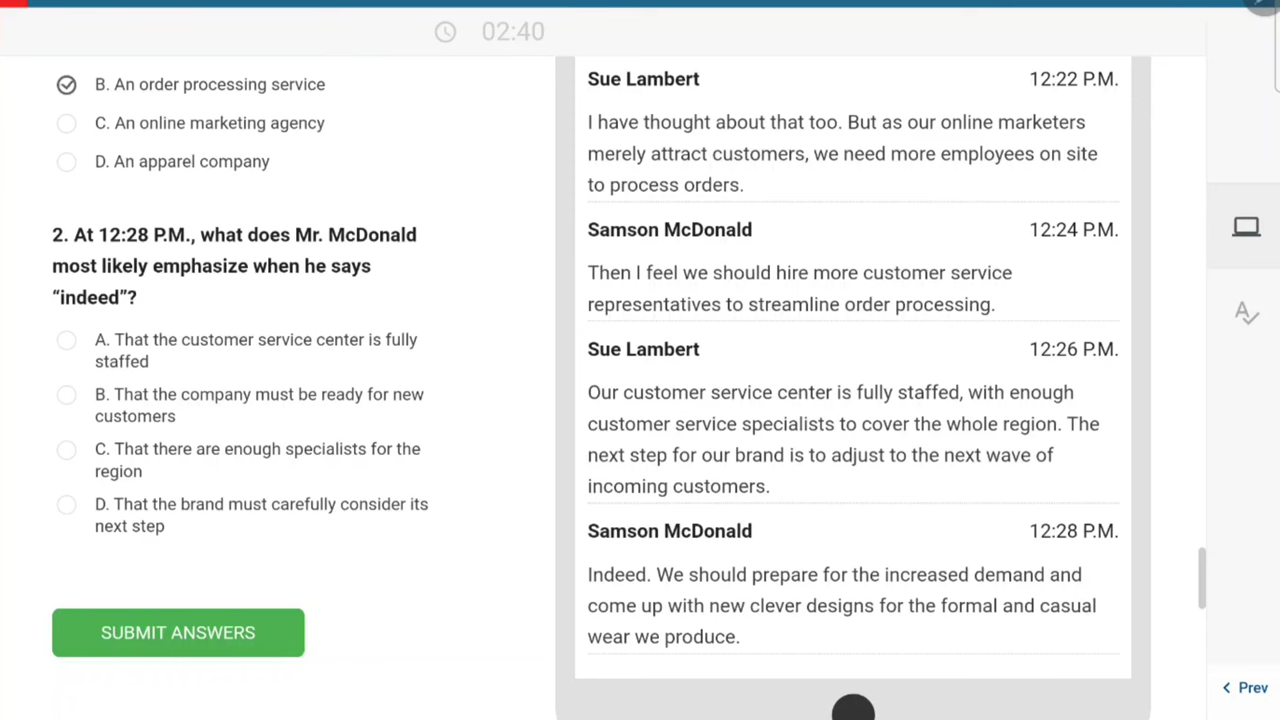 02:40
B. An order processing service
C. An online marketing agency
D. An apparel company
2. At 12:28 P.M., what does Mr. McDonald
most likely emphasize when he says
“indeed”?
A. That the customer service center is fully
staffed
B. That the company must be ready for new
customers
C. That there are enough specialists for the
region
D. That the brand must carefully consider its
next step
SUBMIT ANSWERS
Sue Lambert 12:22 P.M.
I have thought about that too. But as our online marketers
merely attract customers, we need more employees on site
to process orders.
Samson McDonald 12:24 P.M.
Then I feel we should hire more customer service
representatives to streamline order processing.
Sue Lambert 12:26 P.M.
Our customer service center is fully staffed, with enough
customer service specialists to cover the whole region. The
next step for our brand is to adjust to the next wave of
incoming customers.
Samson McDonald 12:28 P.M.
Indeed. We should prepare for the increased demand and
come up with new clever designs for the formal and casual
wear we produce.
Prev